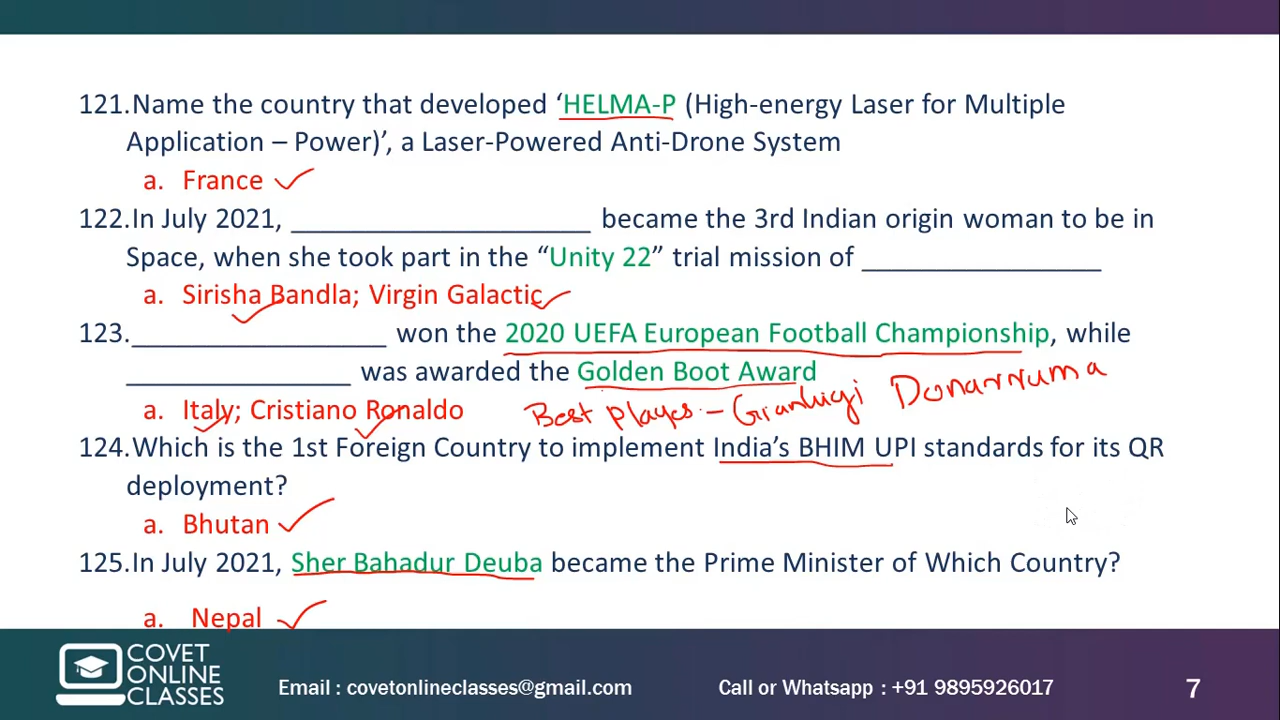 121.Name the country that developed ‘HELMA-P (High-energy Laser for Multiple
Application – Power)’, a Laser-Powered Anti-Drone System
a. France
122.In July 2021, ____________________ became the 3rd Indian origin woman to be in
Space, when she took part in the “Unity 22” trial mission of ________________
a. Sirisha Bandla; Virgin Galactic
123._________________ won the 2020 UEFA European Football Championship, while
_______________ was awarded the Golden Boot Award
a. Italy; Cristiano Ronaldo
Best player - Gianluigi Donarruma
124.Which is the 1st Foreign Country to implement India’s BHIM UPI standards for its QR
deployment?
a. Bhutan
125.In July 2021, Sher Bahadur Deuba became the Prime Minister of Which Country?
a. Nepal
COVET
ONLINE
CLASSES
Email : covetonlineclasses@gmail.com
Call or Whatsapp : +91 9895926017
7